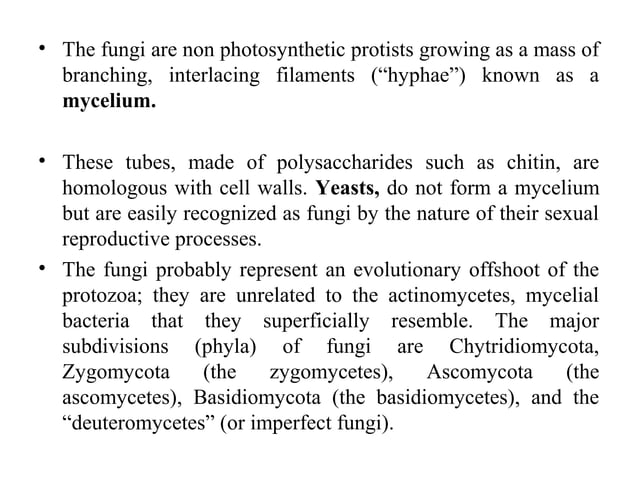 • The fungi are non photosynthetic protists growing as a mass of
branching, interlacing filaments (“hyphae”) known as a
mycelium.
• These tubes, made of polysaccharides such as chitin, are
homologous with cell walls. Yeasts, do not form a mycelium
but are easily recognized as fungi by the nature of their sexual
reproductive processes.
• The fungi probably represent an evolutionary offshoot of the
protozoa; they are unrelated to the actinomycetes, mycelial
bacteria that they superficially resemble. The major
subdivisions (phyla) of fungi are Chytridiomycota,
Zygomycota (the zygomycetes), Ascomycota (the
ascomycetes), Basidiomycota (the basidiomycetes), and the
“deuteromycetes” (or imperfect fungi).